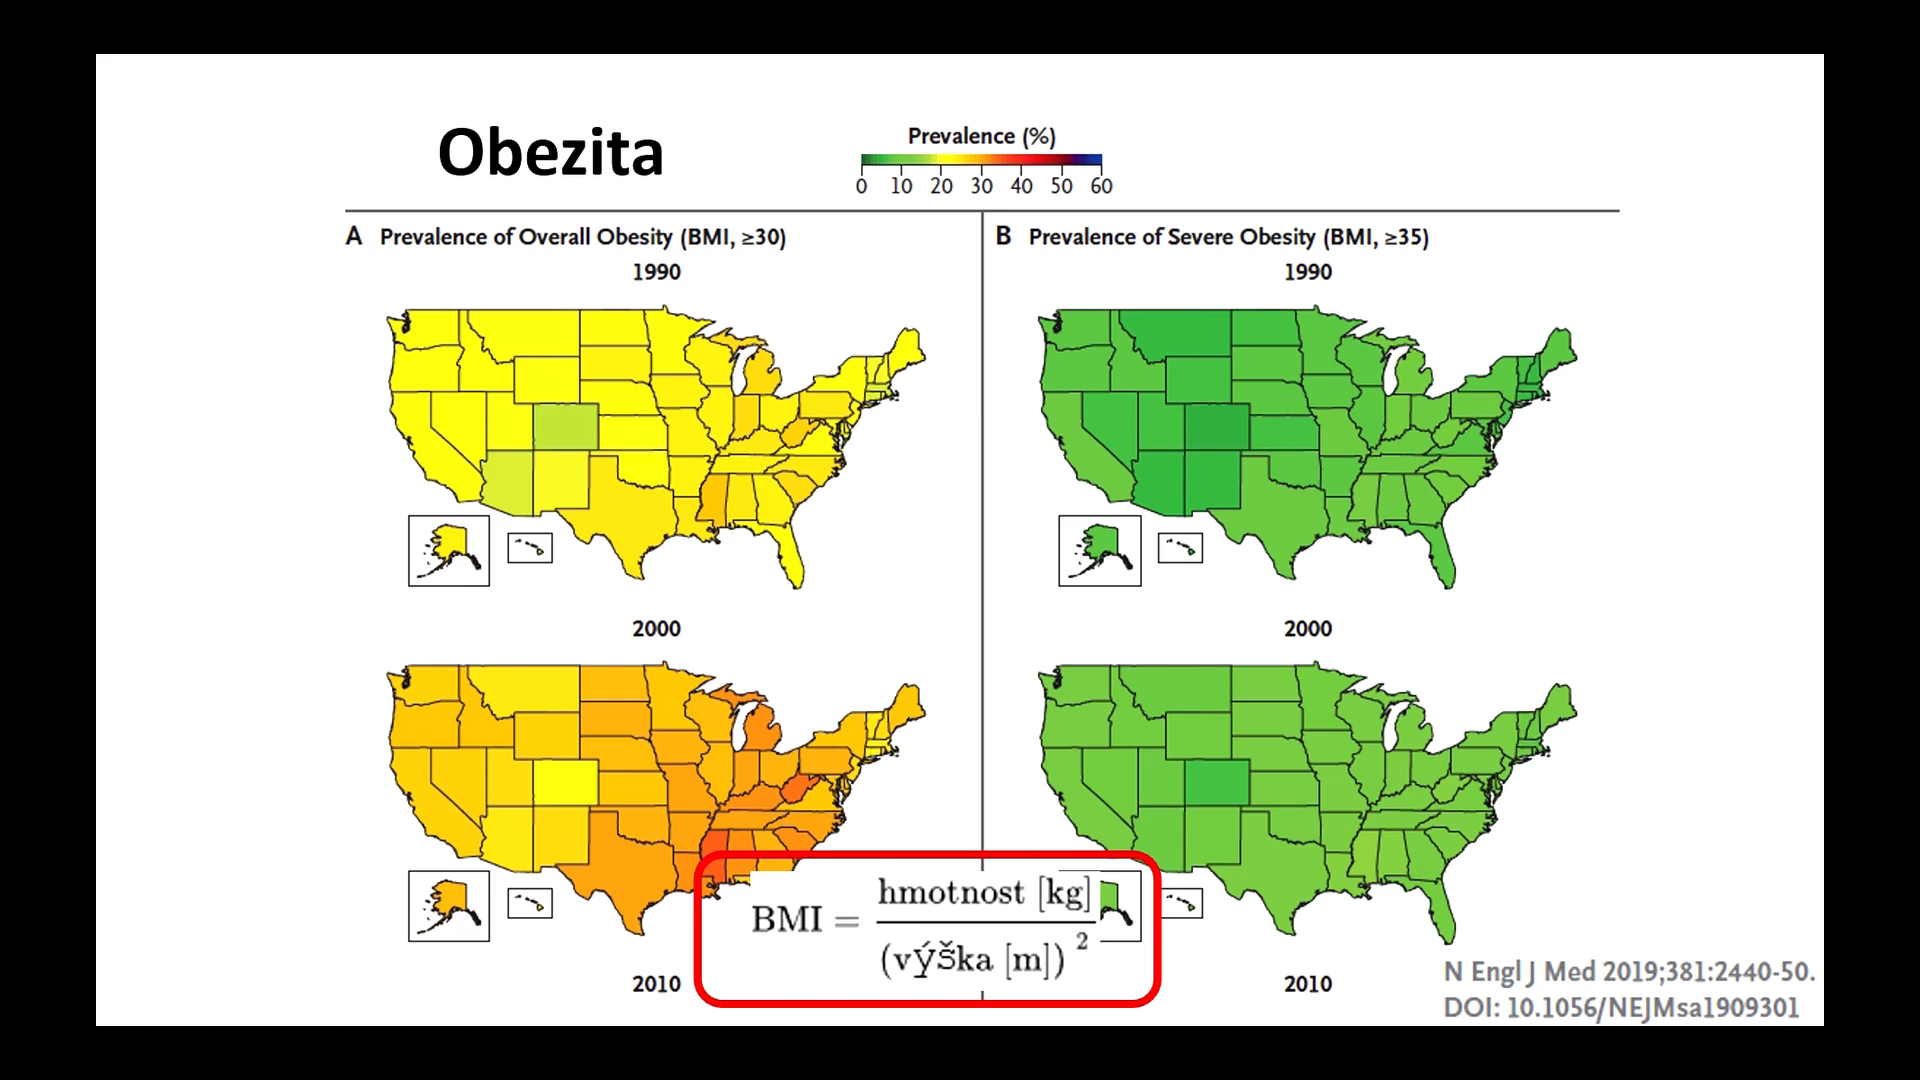 Obezita
Prevalence (%)
0 10 20 30 40 50 60
A Prevalence of Overall Obesity (BMI, ≥30)
1990
2000
2010
B Prevalence of Severe Obesity (BMI, ≥35)
1990
2000
2010
BMI = hmotnost [kg]
(výška [m]) 2
N Engl J Med 2019;381:2440-50.
DOI: 10.1056/NEJMsa1909301